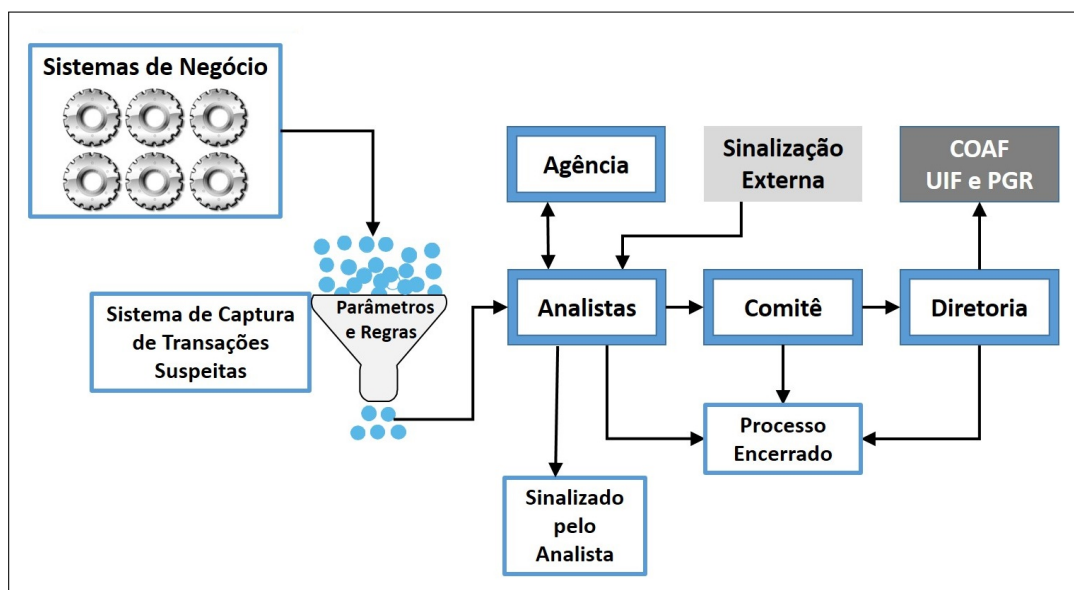 Sistemas de Negócio
Agência
Sinalização
Externa
COAF
UIF e PGR
Sistema de Captura
de Transações
Suspeitas
Parâmetros
e Regras
Analistas
Comitê
Diretoria
Processo
Encerrado
Sinalizado
pelo
Analista